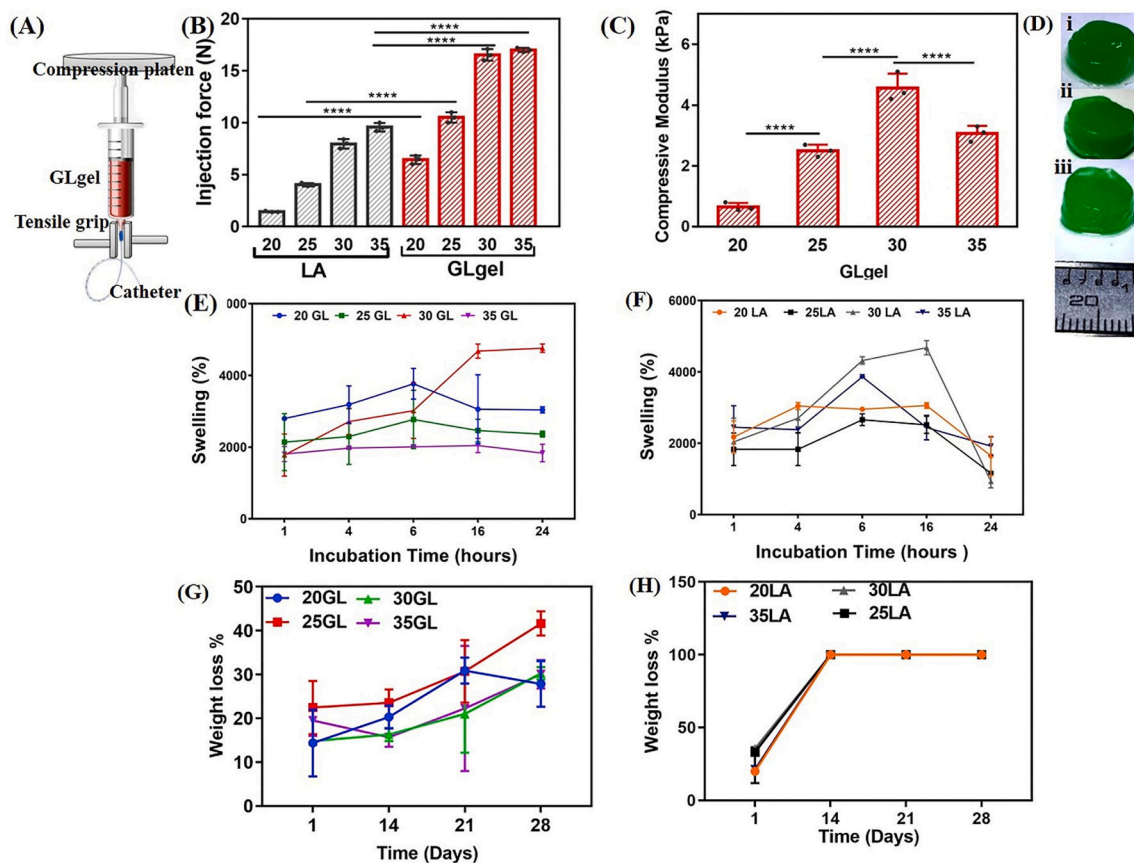 (A)
Compression platen
GLgel
Tensile grip
Catheter
(B)
Injection force (N)
20
15
10
5
0
****
****
****
****
20 25 30 35 20 25 30 35
LA GLgel
(C)
Compressive Modulus (kPa)
6
4
2
0
****
****
****
20 25 30 35
GLgel
(D)
i
ii
iii
20
(E)
20 GL 25 GL 30 GL 35 GL
Swelling (%)
000
4000
2000
0
1 4 6 16 24
Incubation Time (hours)
(F)
20 LA 25LA 30 LA 35 LA
Swelling (%)
6000
4000
2000
0
1 4 6 16 24
Incubation Time (hours )
(G)
20GL 30GL
25GL 35GL
Weight loss %
50
40
30
20
10
0
1 14 21 28
Time (Days)
(H)
20LA 30LA
35LA 25LA
Weight loss %
150
100
50
0
1 14 21 28
Time (Days)